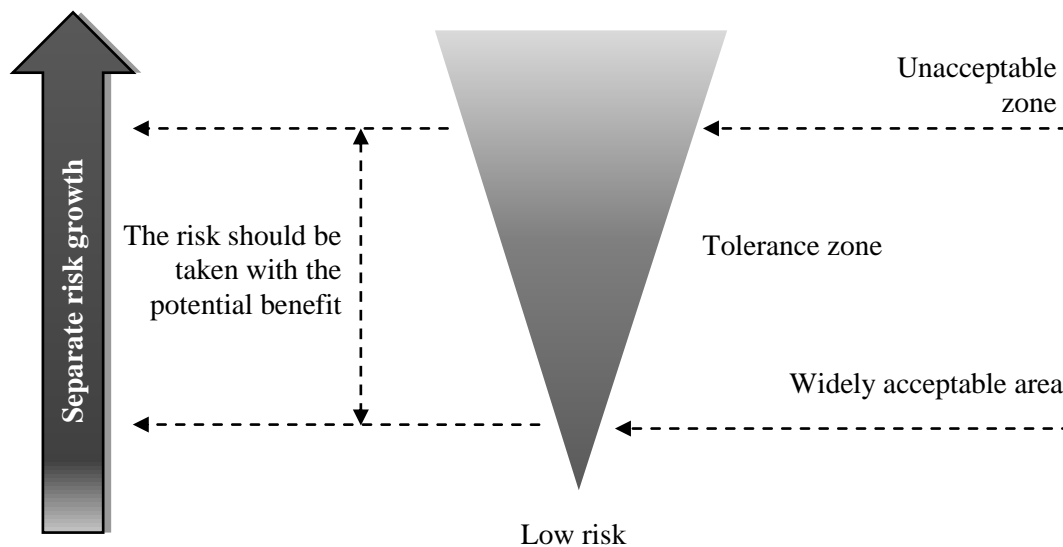 Separate risk growth
The risk should be
taken with the
potential benefit
Unacceptable
zone
Tolerance zone
Widely acceptable area
Low risk